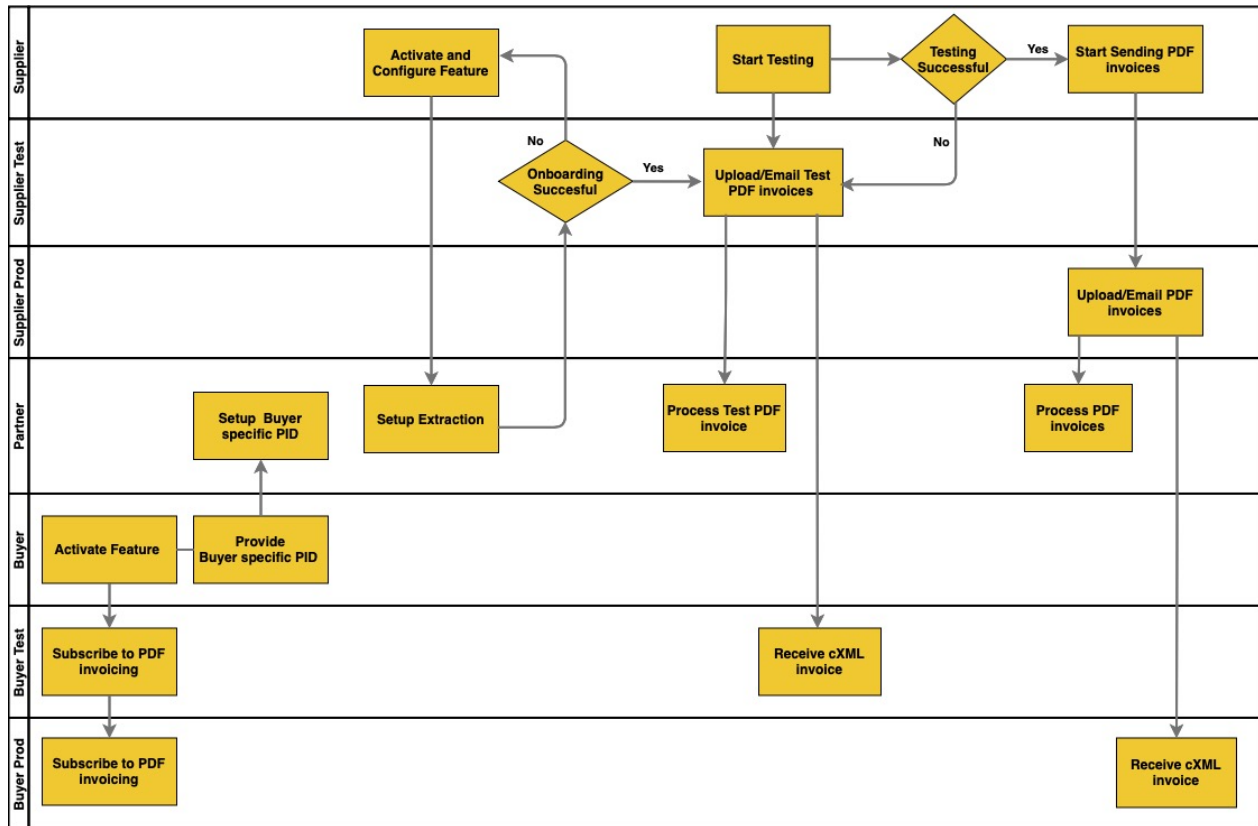 Supplier
Activate and
Configure Feature
Start Testing
Testing
Successful
Yes
Start Sending PDF
invoices
Supplier Test
No
Onboarding
Succesful
Yes
Upload/Email Test
PDF invoices
No
Supplier Prod
Upload/Email PDF
invoices
Partner
Setup Buyer
specific PID
Setup Extraction
Process Test PDF
invoice
Process PDF
invoices
Buyer
Activate Feature
Provide
Buyer specific PID
Buyer Test
Subscribe to PDF
invoicing
Receive cXML
invoice
Buyer Prod
Subscribe to PDF
invoicing
Receive cXML
invoice